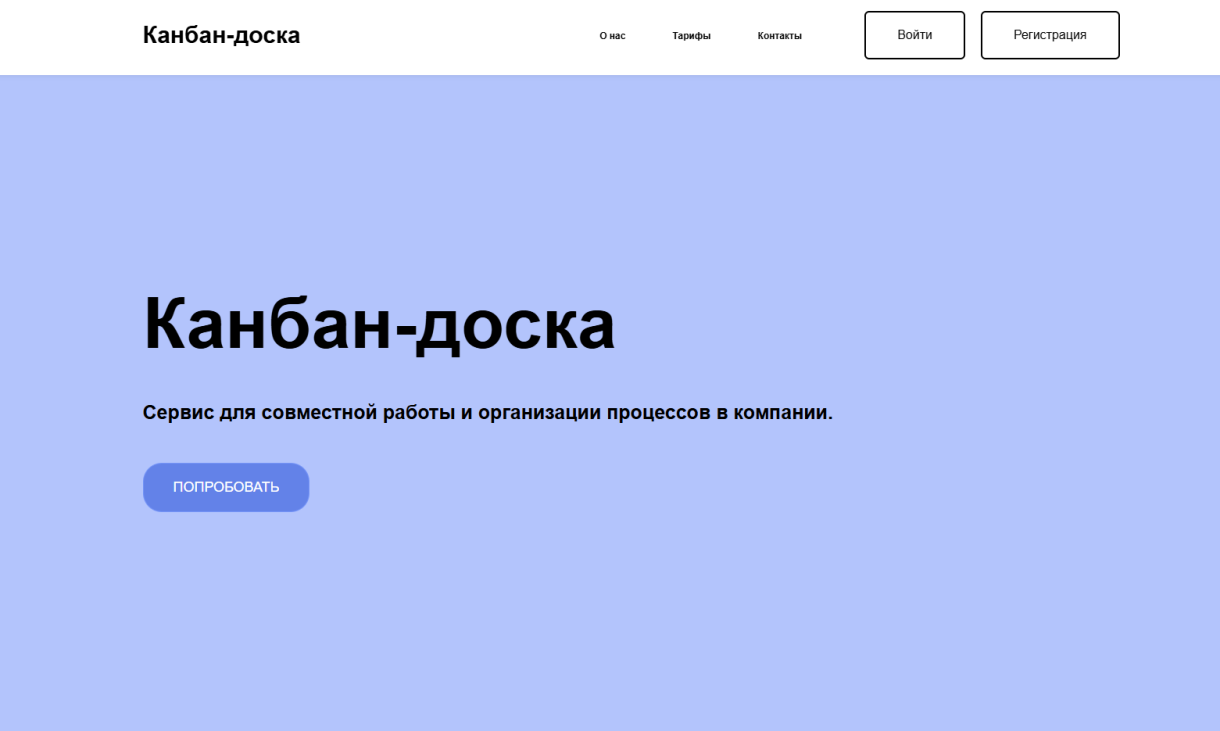 Канбан-доска
О нас
Тарифы
Контакты
Войти
Регистрация
Канбан-доска
Сервис для совместной работы и организации процессов в компании.
ПОПРОБОВАТЬ